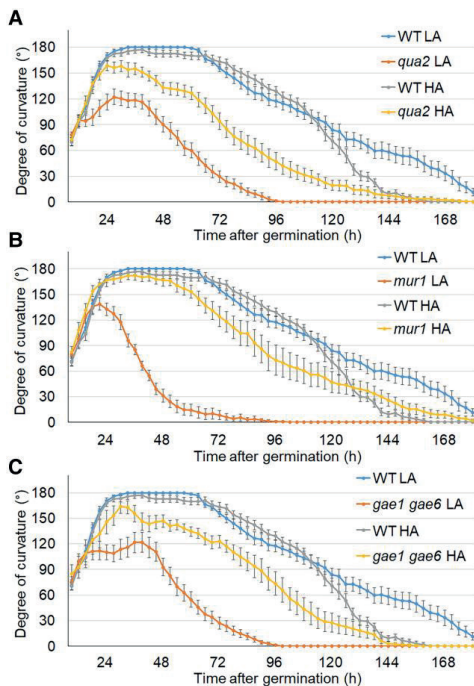 A
180
150
120
90
60
30
0
Degree of curvature (°)
WT LA
qua2 LA
WT HA
qua2 HA
24 48 72 96 120 144 168
Time after germination (h)
B
180
150
120
90
60
30
0
Degree of curvature (°)
WT LA
mur1 LA
WT HA
mur1 HA
24 48 72 96 120 144 168
Time after germination (h)
C
180
150
120
90
60
30
0
Degree of curvature (°)
WT LA
gae1 gae6 LA
WT HA
gae1 gae6 HA
24 48 72 96 120 144 168
Time after germination (h)